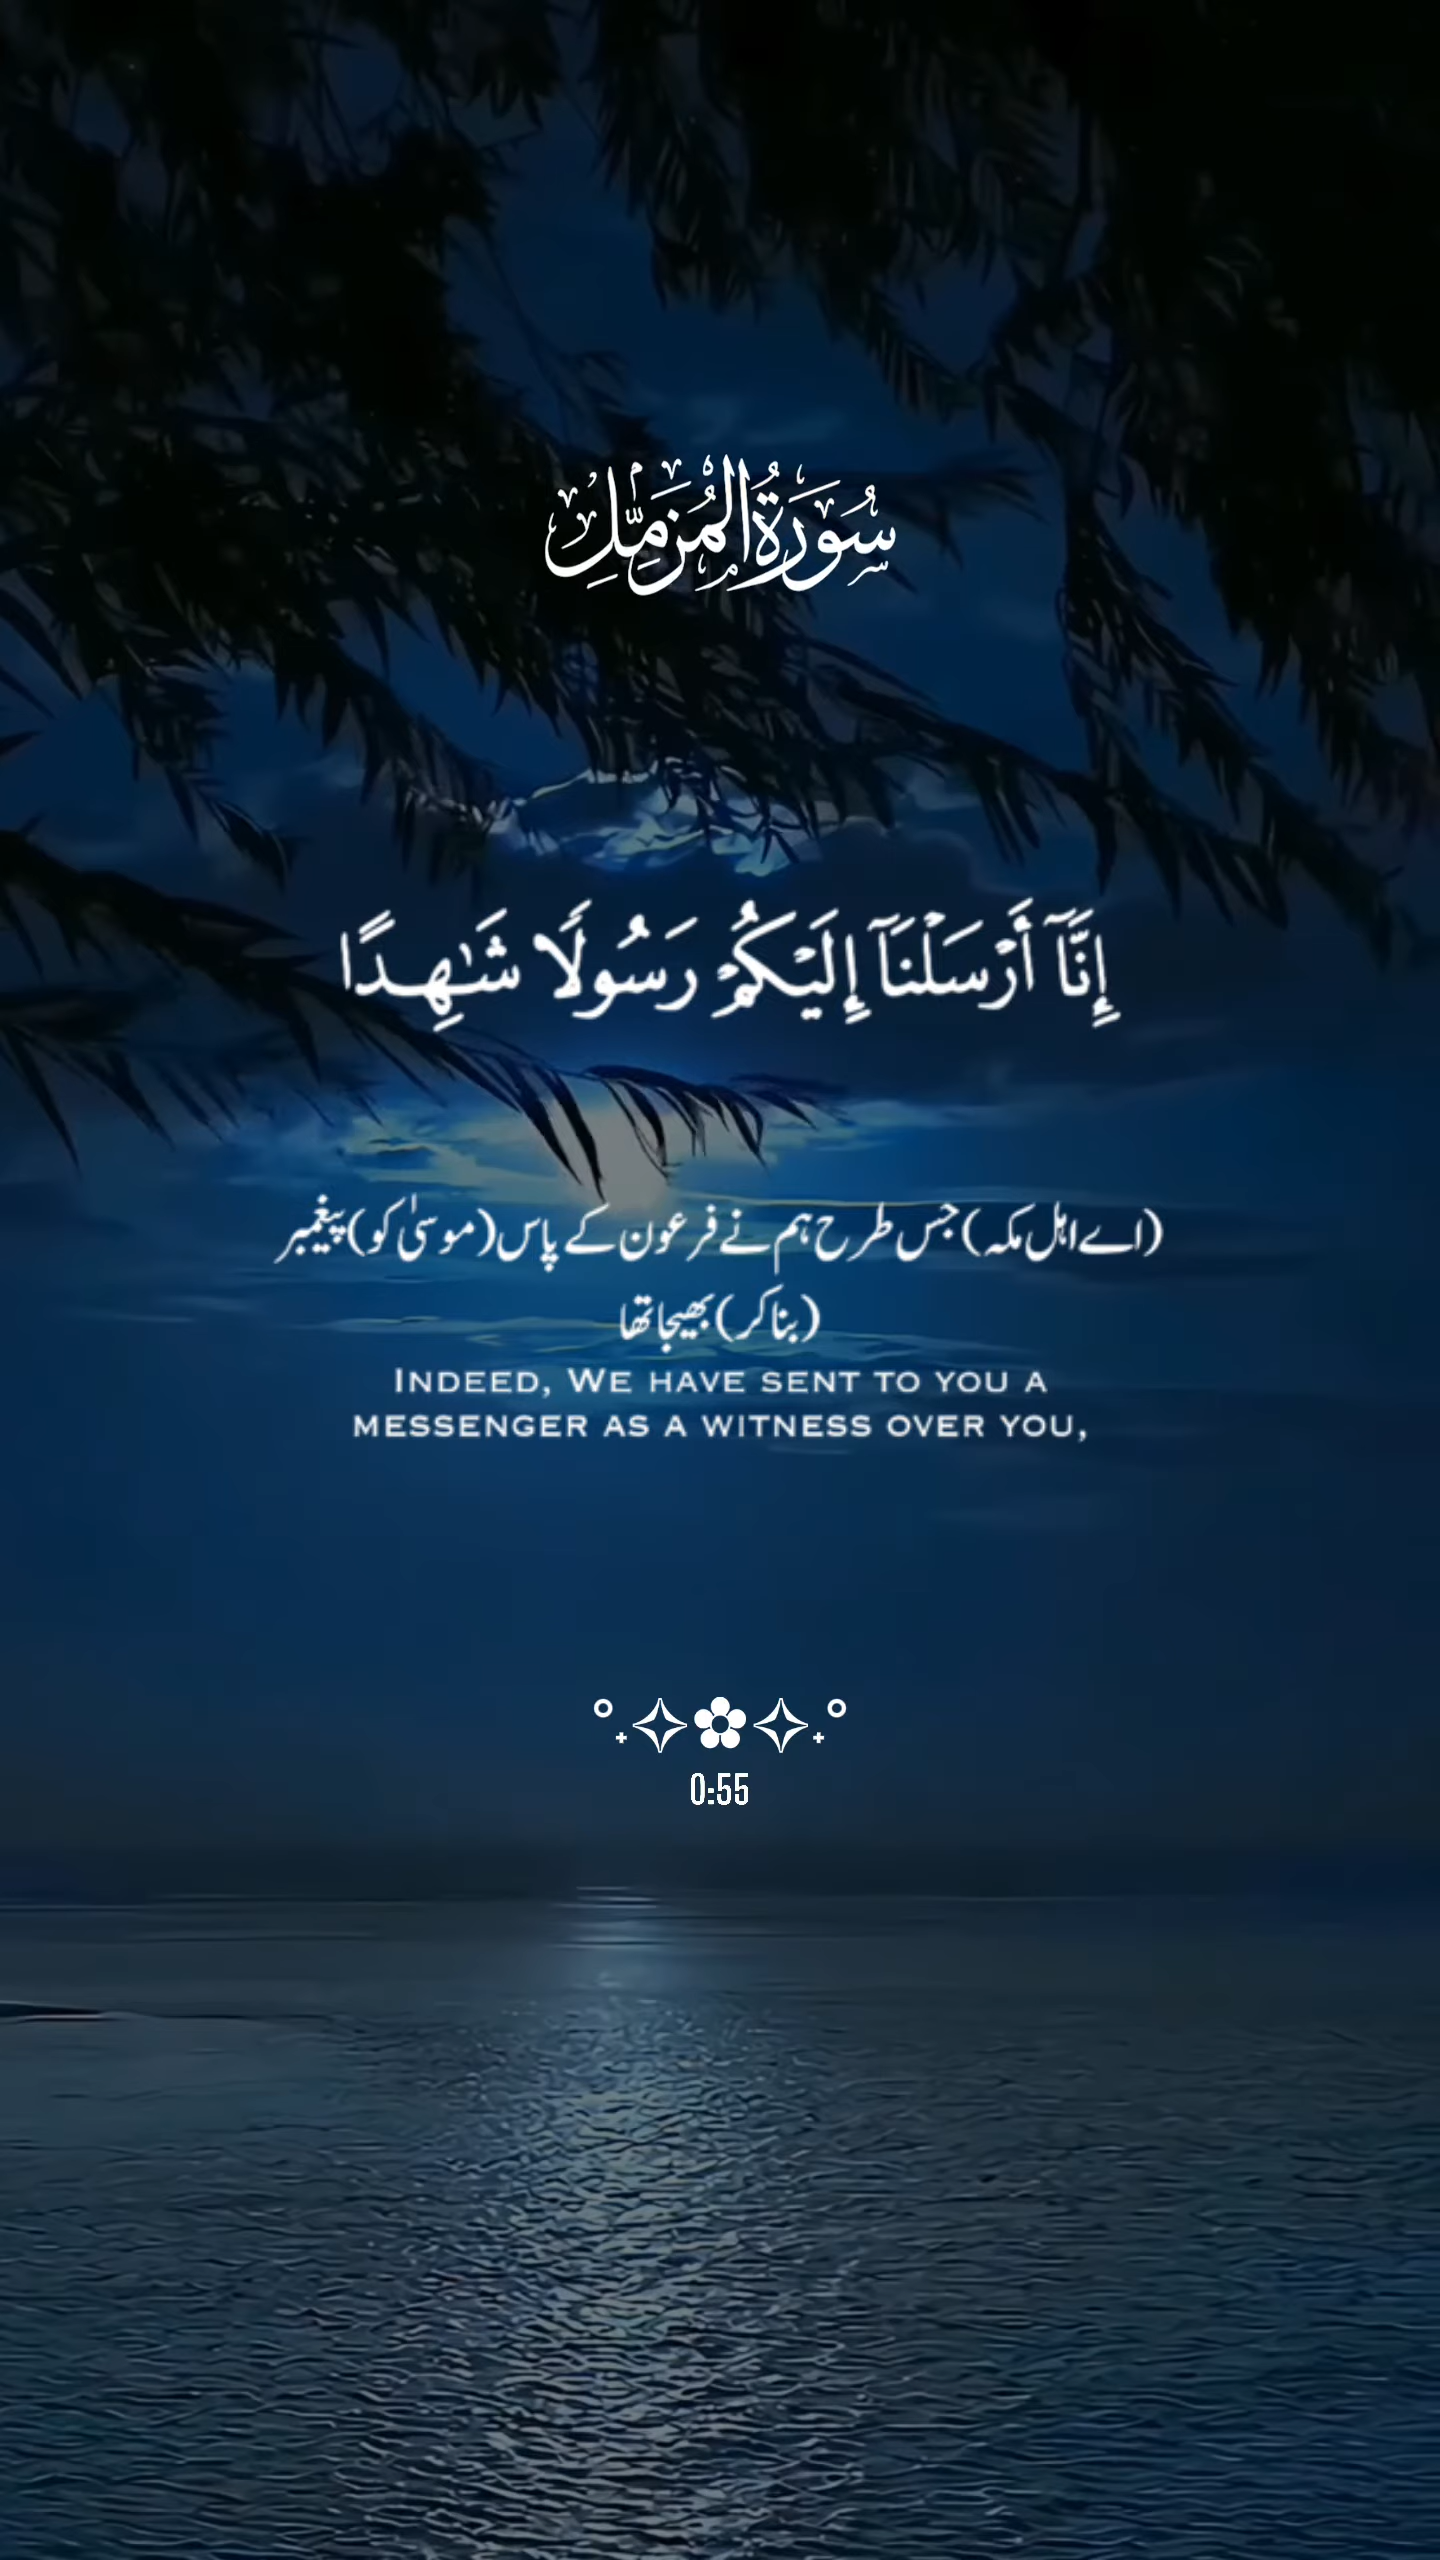 سُورَةُ المُزَّمِّلِ
إِنَّآ أَرْسَلْنَآ إِلَيْكُمْ رَسُولًا شَـٰهِدًا
(اے اہل مکہ) جس طرح ہم نے فرعون کے پاس (موسیٰ کو) پیغمبر
(بنا کر) بھیجا تھا
INDEED, WE HAVE SENT TO YOU A
MESSENGER AS A WITNESS OVER YOU,
0:55